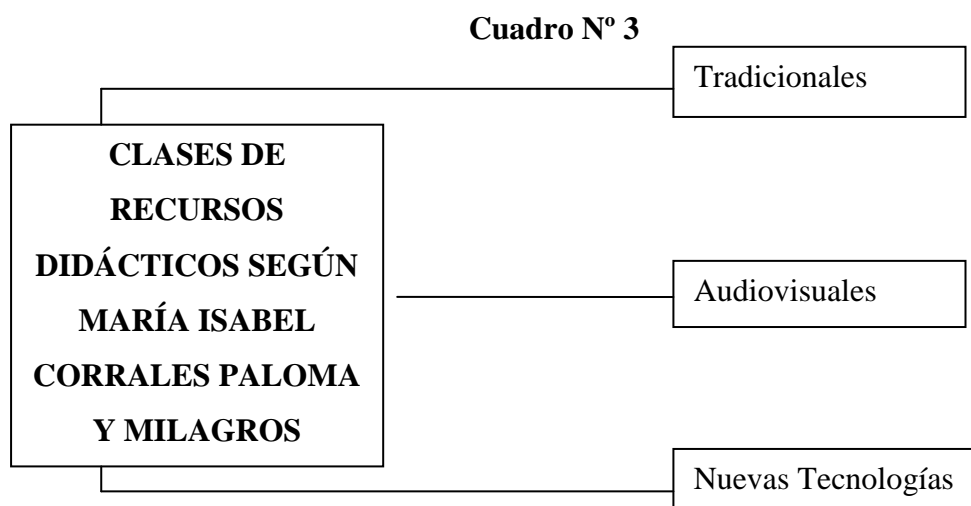 Cuadro Nº 3
Tradicionales
CLASES DE
RECURSOS
DIDÁCTICOS SEGÚN
MARÍA ISABEL
CORRALES PALOMA
Y MILAGROS
Audiovisuales
Nuevas Tecnologías